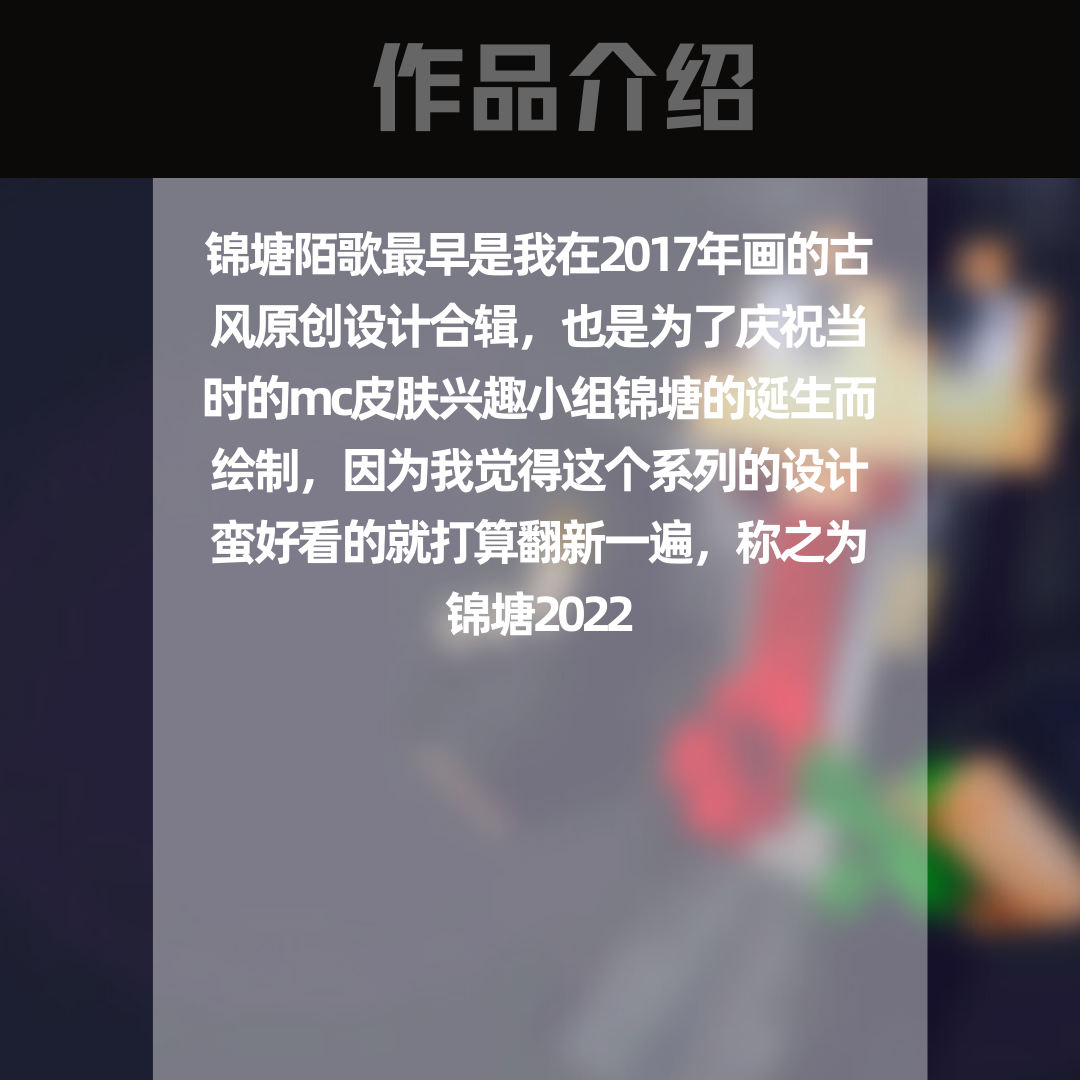 作品介绍
锦塘陌歌最早是我在2017年画的古
风原创设计合辑，也是为了庆祝当
时的mc皮肤兴趣小组锦塘的诞生而
绘制，因为我觉得这个系列的设计
蛮好看的就打算翻新一遍，称之为
锦塘2022